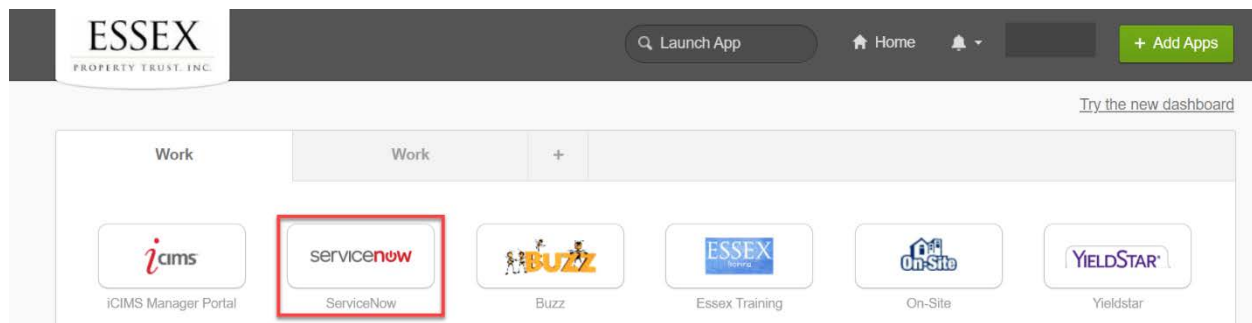 ESSEX
PROPERTY TRUST, INC.
Launch App
Home
+ Add Apps
Try the new dashboard
Work
Work
+
icims
servicenow
BUZZ
ESSEX
Training
On-Site
YIELDSTAR
iCIMS Manager Portal
ServiceNow
Buzz
Essex Training
On-Site
Yieldstar